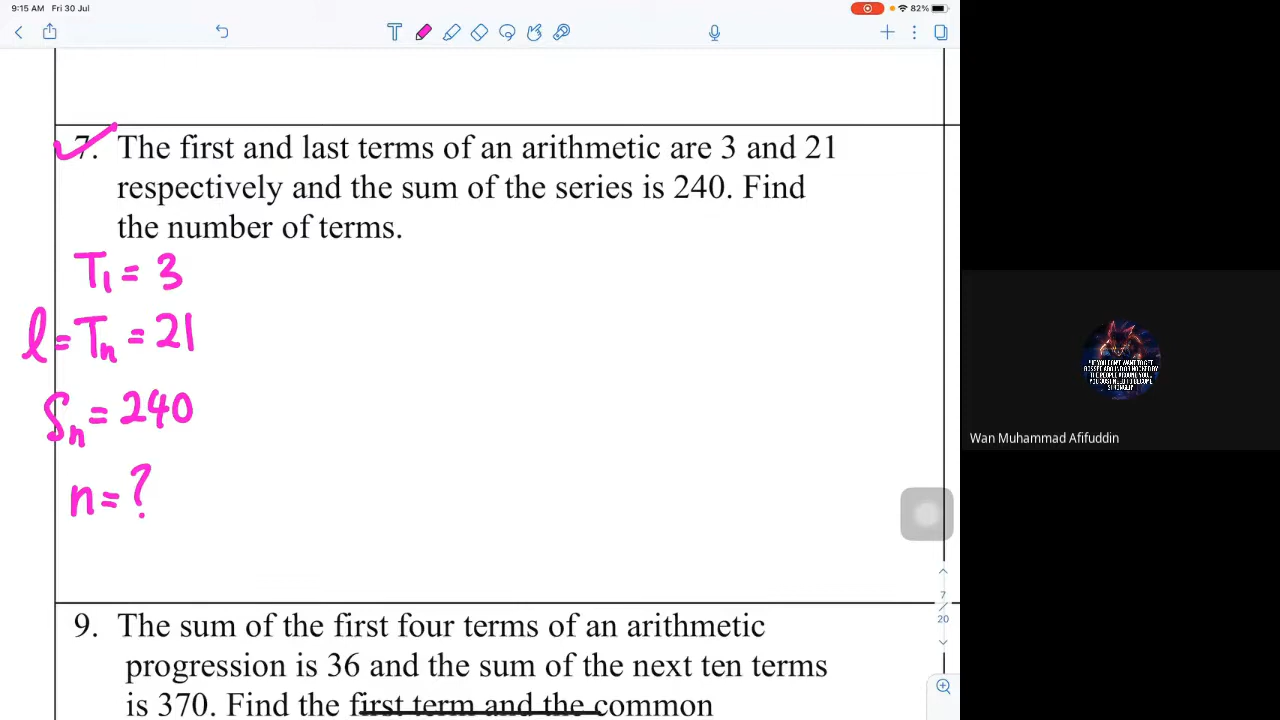 9:15 AM Fri 30 Jul
82%
T
7. The first and last terms of an arithmetic are 3 and 21
respectively and the sum of the series is 240. Find
the number of terms.
T₁ = 3
l = Tₙ = 21
Sₙ = 240
n = ?
Wan Muhammad Afifuddin
7
20
9. The sum of the first four terms of an arithmetic
progression is 36 and the sum of the next ten terms
is 370. Find the first term and the common